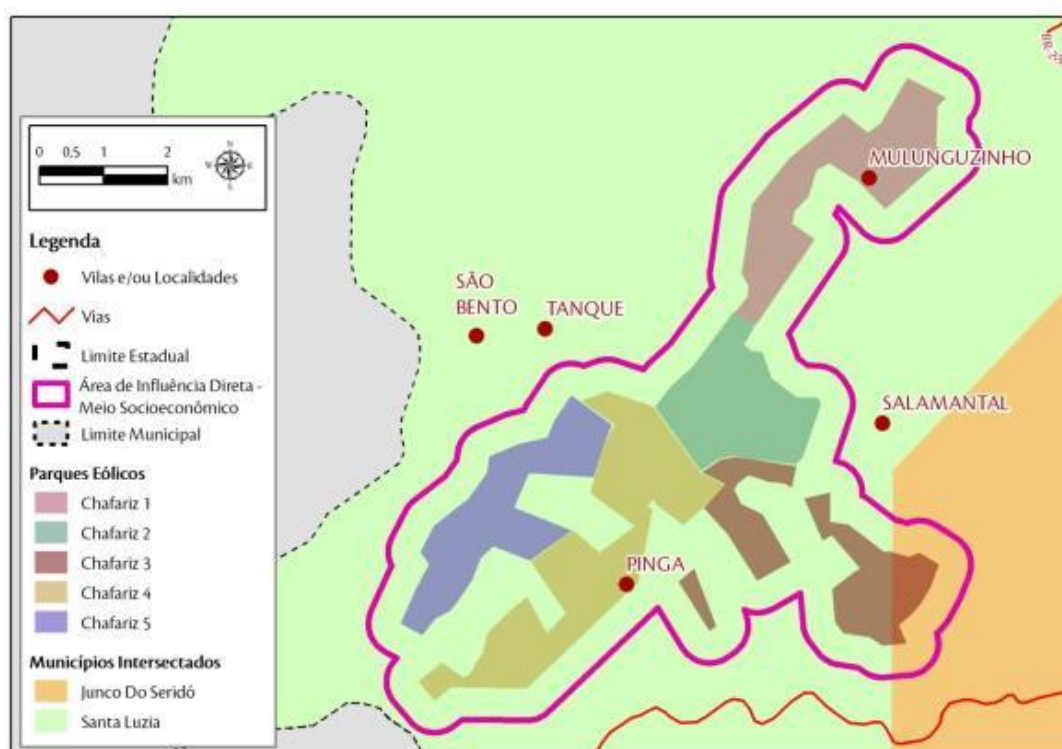 0 0,5 1 2
km
N
W E
S
Legenda
Vilas e/ou Localidades
Vias
Limite Estadual
Área de Influência Direta -
Meio Socioeconômico
Limite Municipal
Parques Eólicos
Chafariz 1
Chafariz 2
Chafariz 3
Chafariz 4
Chafariz 5
Municípios Intersectados
Junco Do Seridó
Santa Luzia
MULUNGUZINHO
SÃO
BENTO
TANQUE
SALAMANTAL
PINGA